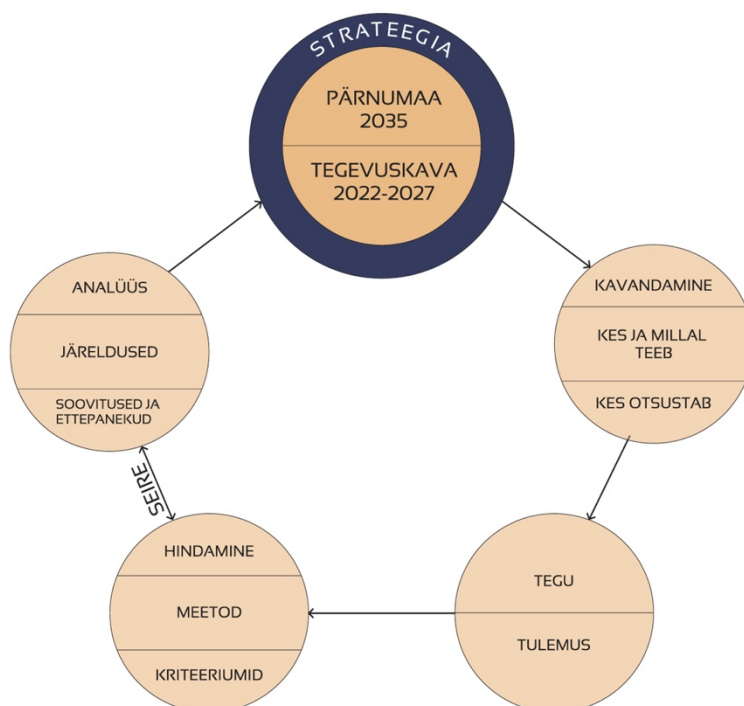 STRATEEGIA
PÄRNUMAA
2035
TEGEVUSKAVA
2022-2027
ANALÜÜS
JÄRELDUSED
SOOVITUSED JA
ETTEPANEKUD
KAVANDAMINE
KES JA MILLAL
TEEB
KES OTSUSTAB
SEIRE
HINDAMINE
MEETOD
KRITEERIUMID
TEGU
TULEMUS